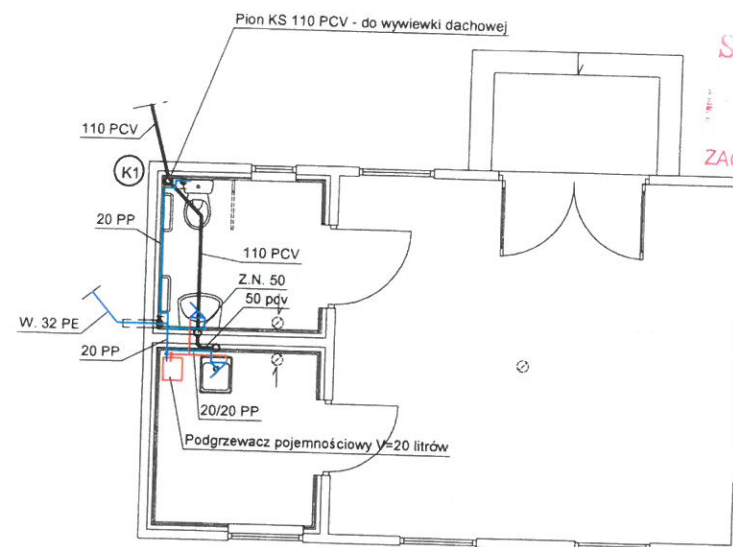 Pion KS 110 PCV - do wywiewki dachowej
S
110 PCV
ZAG
K1
20 PP
110 PCV
Z.N. 50
50 pcv
W. 32 PE
20 PP
20/20 PP
Podgrzewacz pojemnościowy V=20 litrów